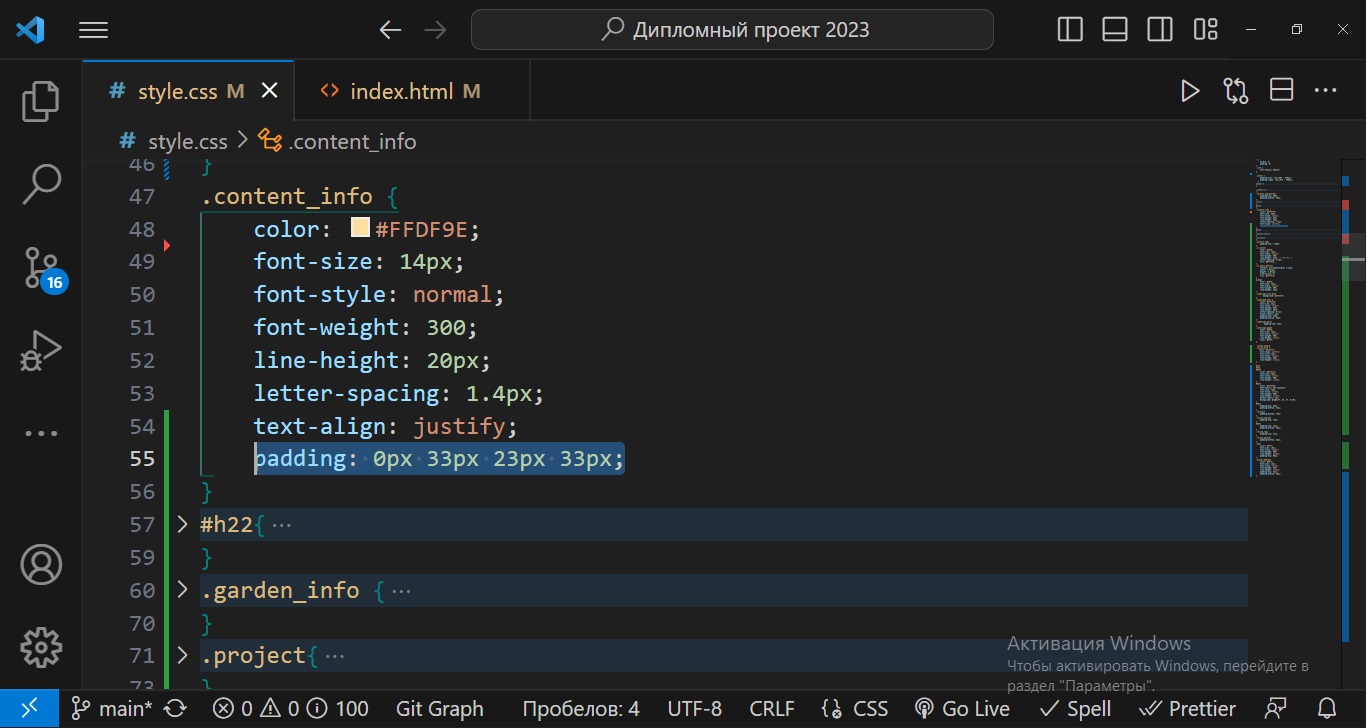 Дипломный проект 2023
# style.css M
<> index.html M
# style.css > .content_info
46 }
47 .content_info {
48 color: #FFDF9E;
49 font-size: 14px;
50 font-style: normal;
51 font-weight: 300;
52 line-height: 20px;
53 letter-spacing: 1.4px;
54 text-align: justify;
55 padding: 0px 33px 23px 33px;
56 }
57 #h22{ ...
59 }
60 .garden_info { ...
70 }
71 .project{ ...
73 }
16
Активация Windows
Чтобы активировать Windows, перейдите в
раздел "Параметры".
main* 0 0 100 Git Graph Пробелов: 4 UTF-8 CRLF CSS Go Live Spell Prettier